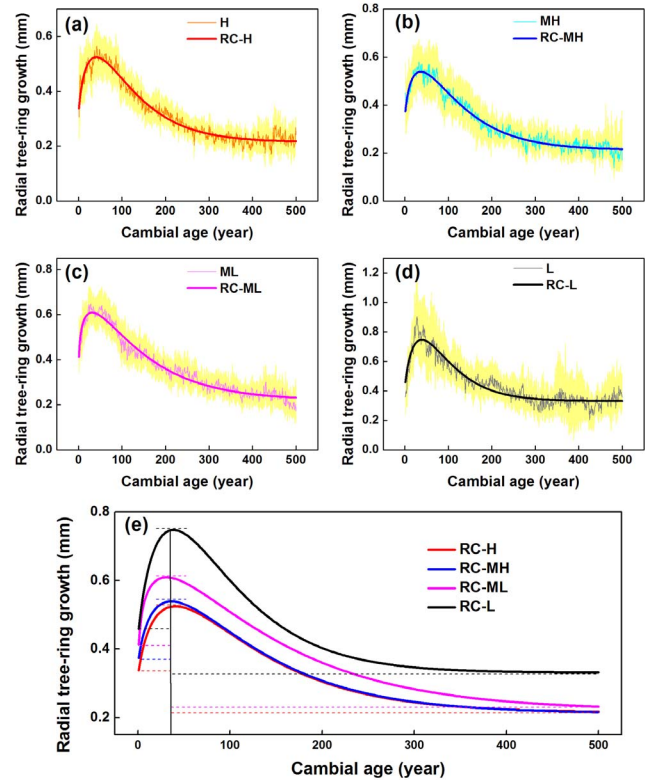 (a)
H
RC-H
Radial tree-ring growth (mm)
0.8
0.6
0.4
0.2
0.0
0 100 200 300 400 500
Cambial age (year)
(b)
MH
RC-MH
Radial tree-ring growth (mm)
0.8
0.6
0.4
0.2
0.0
0 100 200 300 400 500
Cambial age (year)
(c)
ML
RC-ML
Radial tree-ring growth (mm)
0.8
0.6
0.4
0.2
0.0
0 100 200 300 400 500
Cambial age (year)
(d)
L
RC-L
Radial tree-ring growth (mm)
1.2
1.0
0.8
0.6
0.4
0.2
0.0
0 100 200 300 400 500
Cambial age (year)
(e)
RC-H
RC-MH
RC-ML
RC-L
Radial tree-ring growth (mm)
0.8
0.6
0.4
0.2
0 100 200 300 400 500
Cambial age (year)